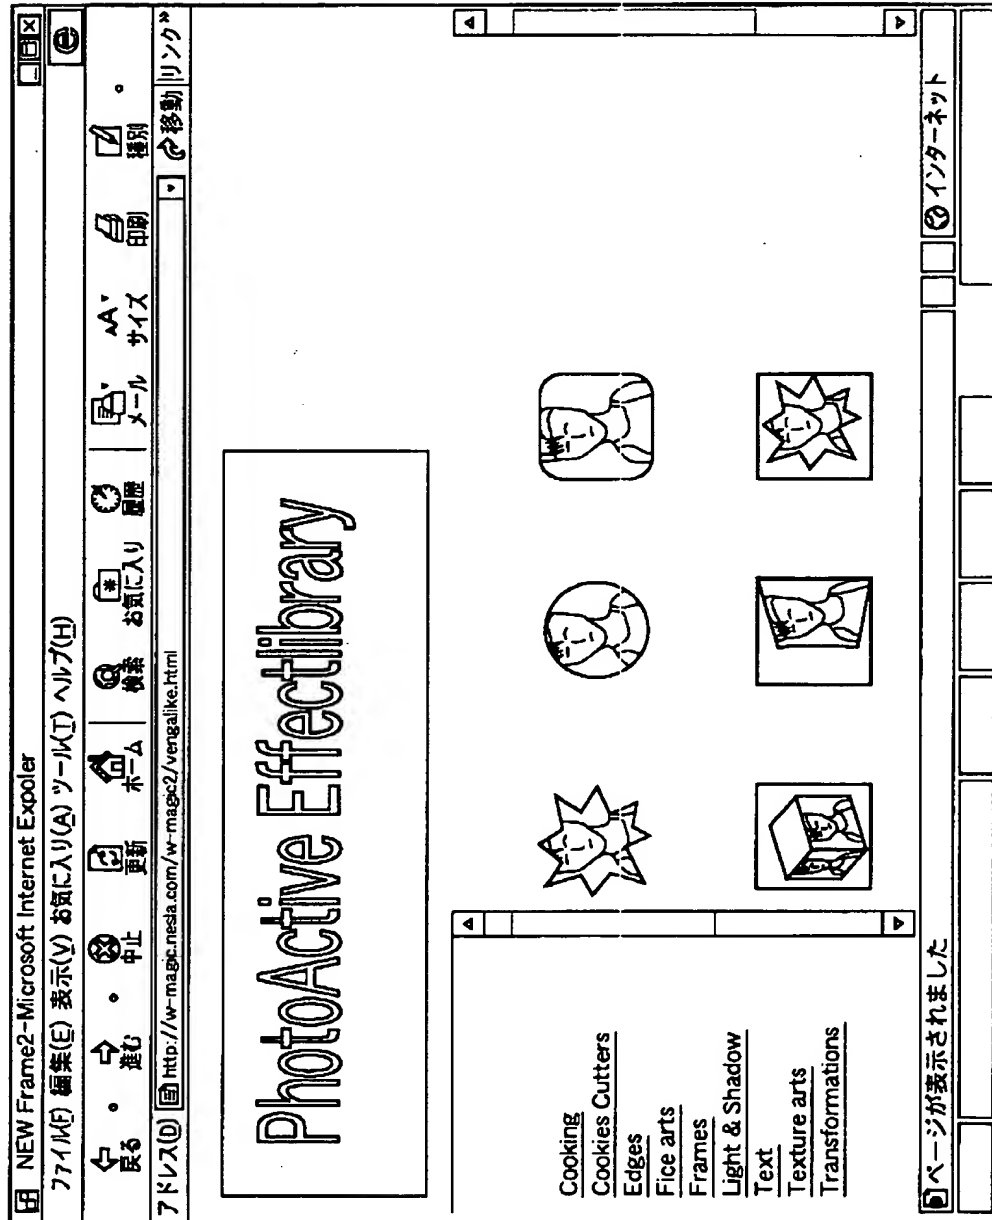 NEW Frame2-Microsoft Internet Expoler
ファイル(F) 編集(E) 表示(V) お気に入り(A) ツール(T) ヘルプ(H)
戻る 進む 中止 更新 ホーム 検索 お気に入り 履歴 メール サイズ 印刷 種別
アドレス(D) http://w-magic.nesla.com/w-magic2/vengalike.html 移動 リンク»
PhotoActive Effectlibrary
Cooking
Cookies Cutters
Edges
Fice arts
Frames
Light & Shadow
Text
Texture arts
Transformations
ページが表示されました インターネット